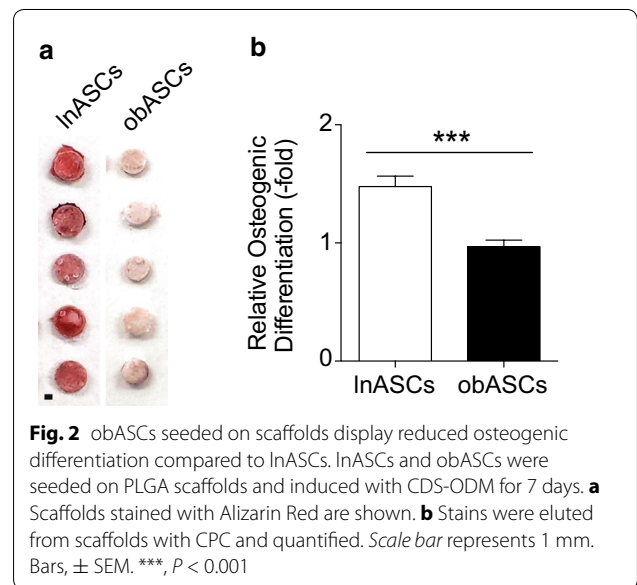 a
lnASCs
obASCs
b
Relative Osteogenic
Differentiation (-fold)
2
1
0
***
lnASCs
obASCs
Fig. 2 obASCs seeded on scaffolds display reduced osteogenic
differentiation compared to lnASCs. lnASCs and obASCs were
seeded on PLGA scaffolds and induced with CDS-ODM for 7 days. a
Scaffolds stained with Alizarin Red are shown. b Stains were eluted
from scaffolds with CPC and quantified. Scale bar represents 1 mm.
Bars, ± SEM. ***, P < 0.001